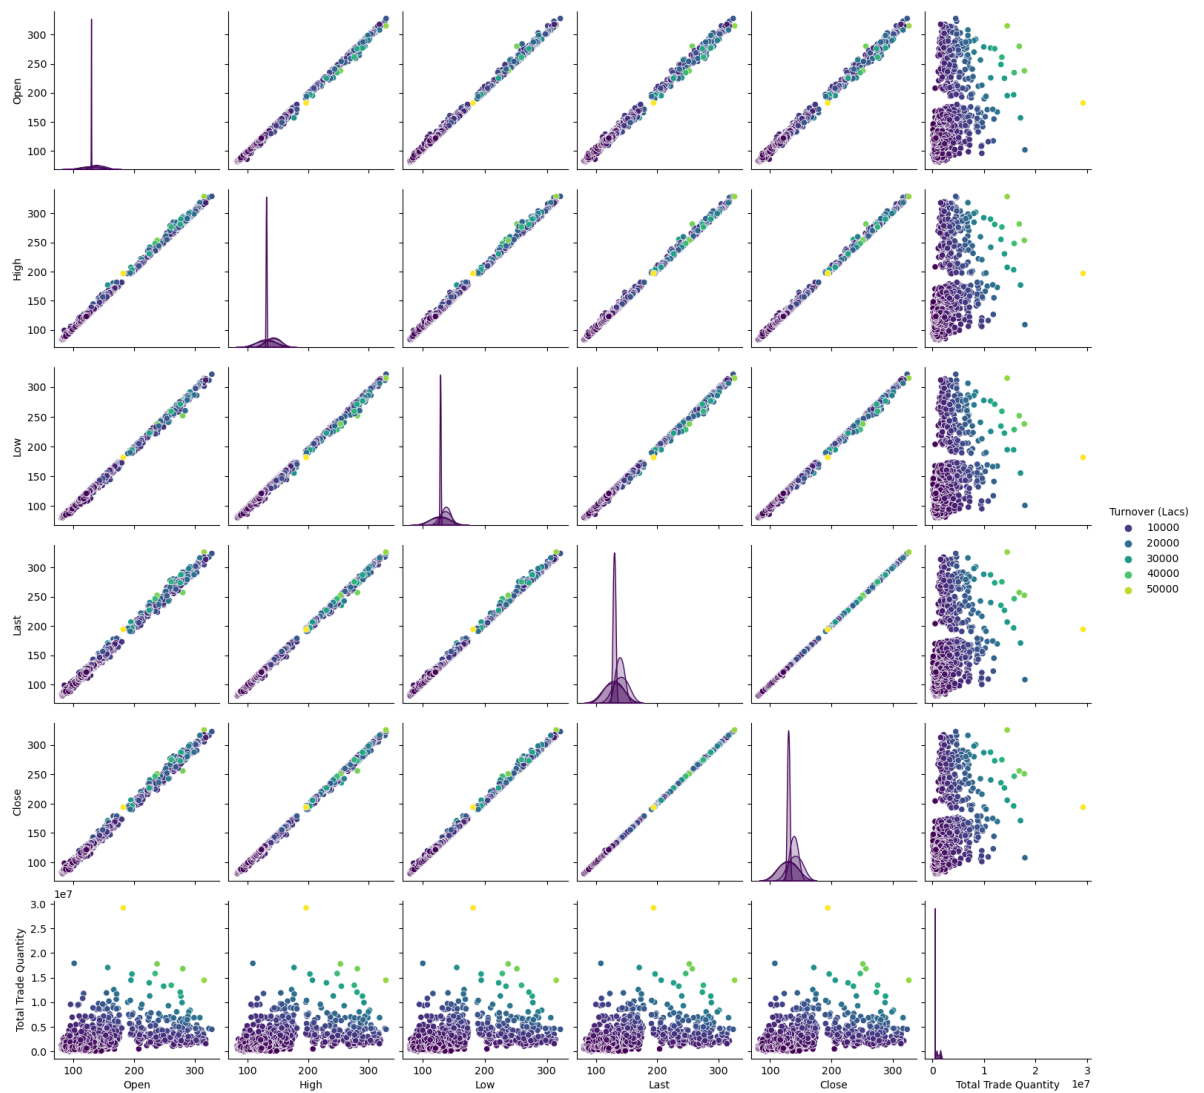 300
250
200
150
100
Open
300
250
200
150
100
High
300
250
200
150
100
Low
Turnover (Lacs)
10000
20000
30000
40000
50000
300
250
200
150
100
Last
300
250
200
150
100
Close
1e7
3.0
2.5
2.0
1.5
1.0
0.5
0.0
Total Trade Quantity
100 200 300
Open
100 200 300
High
100 200 300
Low
100 200 300
Last
100 200 300
Close
0 1 2 3
Total Trade Quantity 1e7